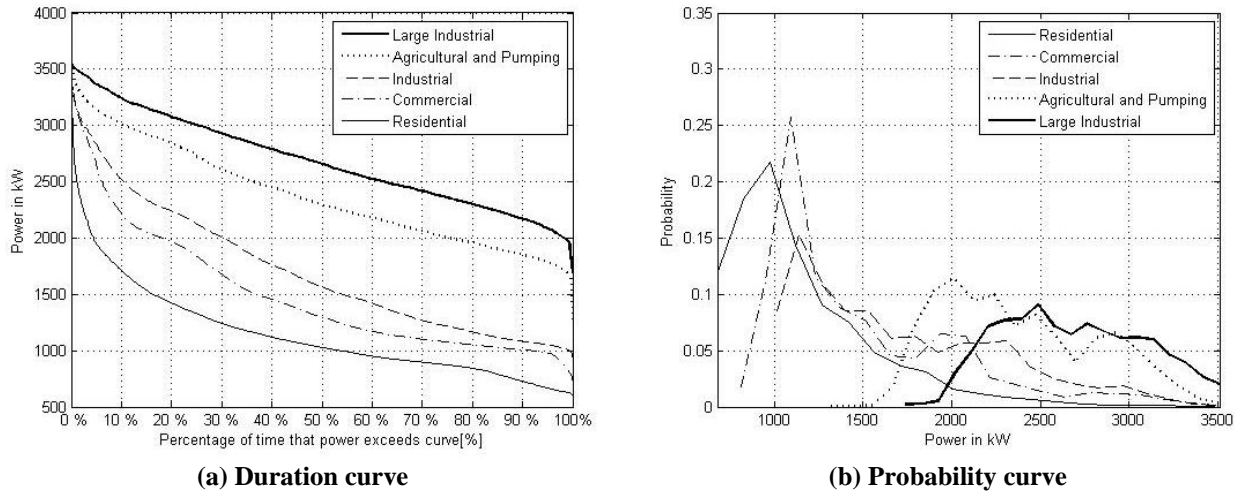 4000
3500
3000
2500
2000
1500
1000
500
Power in kW
0 %
10 %
20 %
30 %
40 %
50 %
60 %
70 %
80 %
90 %
100%
Percentage of time that power exceeds curve[%]
Large Industrial
Agricultural and Pumping
Industrial
Commercial
Residential
(a) Duration curve
0.35
0.3
0.25
0.2
0.15
0.1
0.05
0
Probability
1000
1500
2000
2500
3000
3500
Power in kW
Residential
Commercial
Industrial
Agricultural and Pumping
Large Industrial
(b) Probability curve